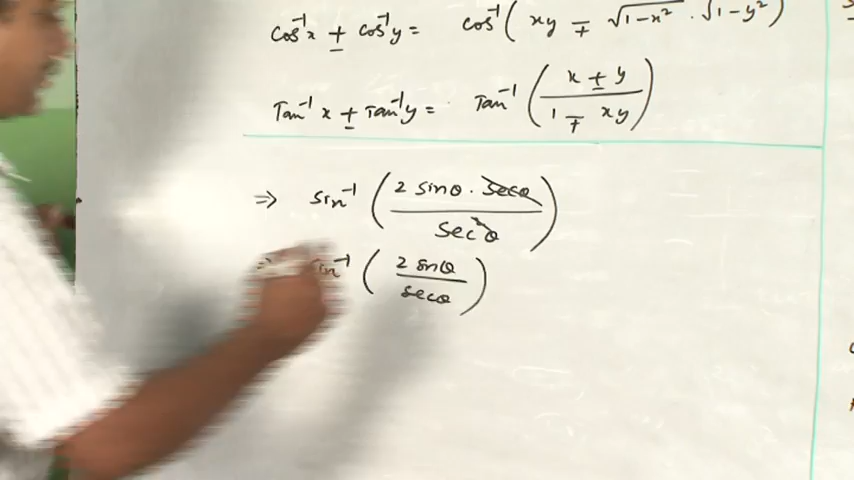 cos⁻¹x ± cos⁻¹y = cos⁻¹( xy ∓ √1-x² . √1-y² )
Tan⁻¹ x ± Tan⁻¹y = Tan⁻¹ ( x ± y / 1 ∓ xy )
⇒ sin⁻¹ ( 2 sinθ . secθ / sec²θ )
⇒ sin⁻¹ ( 2 sinθ / secθ )